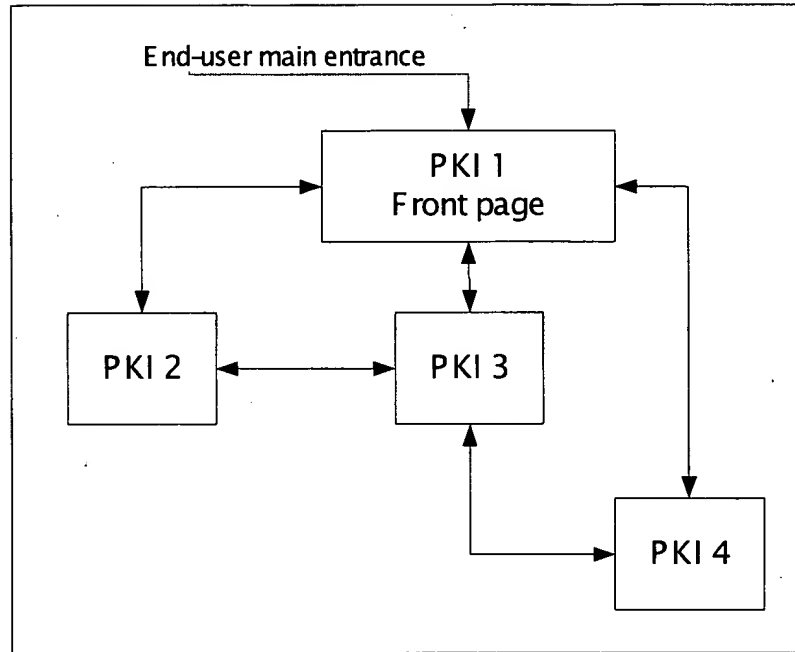 End-user main entrance
PKI 1
Front page
PKI 2
PKI 3
PKI 4